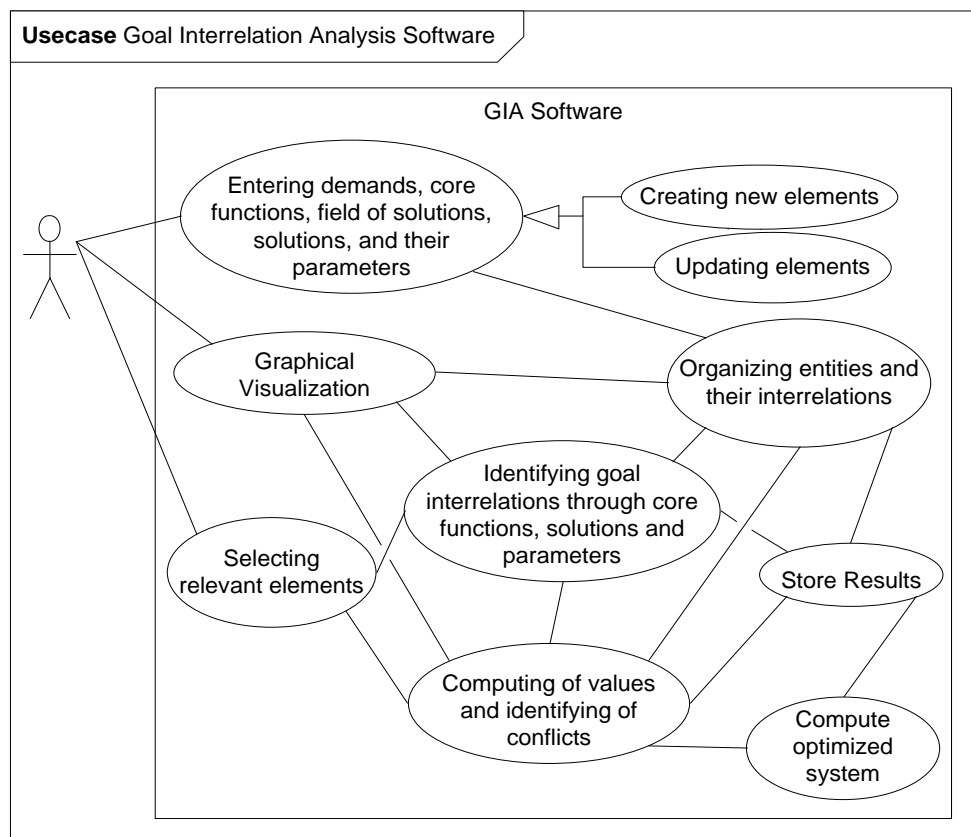 Usecase Goal Interrelation Analysis Software
GIA Software
Entering demands, core
functions, field of solutions,
solutions, and their
parameters
Creating new elements
Updating elements
Graphical
Visualization
Organizing entities and
their interrelations
Identifying goal
interrelations through core
functions, solutions and
parameters
Selecting
relevant elements
Store Results
Computing of values
and identifying of
conflicts
Compute
optimized
system